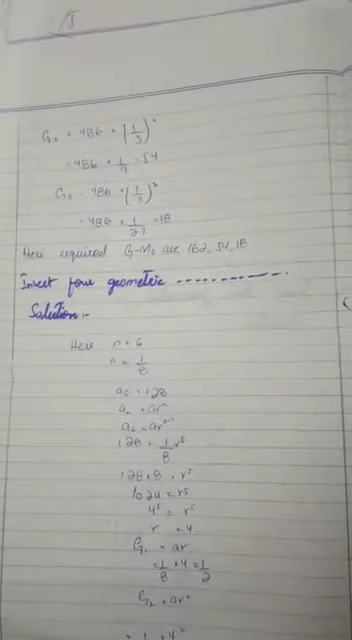 G₂ = 486 × (1/3)²
= 486 × 1/9 = 54
G₃ = 486 × (1/3)³
= 486 × 1/27 = 18
Here required G-Ms are 162, 54, 18
Insert four geometric ------------.
Solution:-
Here n = 6
a = 1/8
a₆ = 128
aₙ = arⁿ
a₆ = arⁿ⁻¹
128 = 1/8 r⁵
128 × 8 = r⁵
1024 = r⁵
4⁵ = r⁵
r = 4
G₁ = ar
= 1/8 × 4 = 1/2
G₂ = ar²
= 1 × 4²